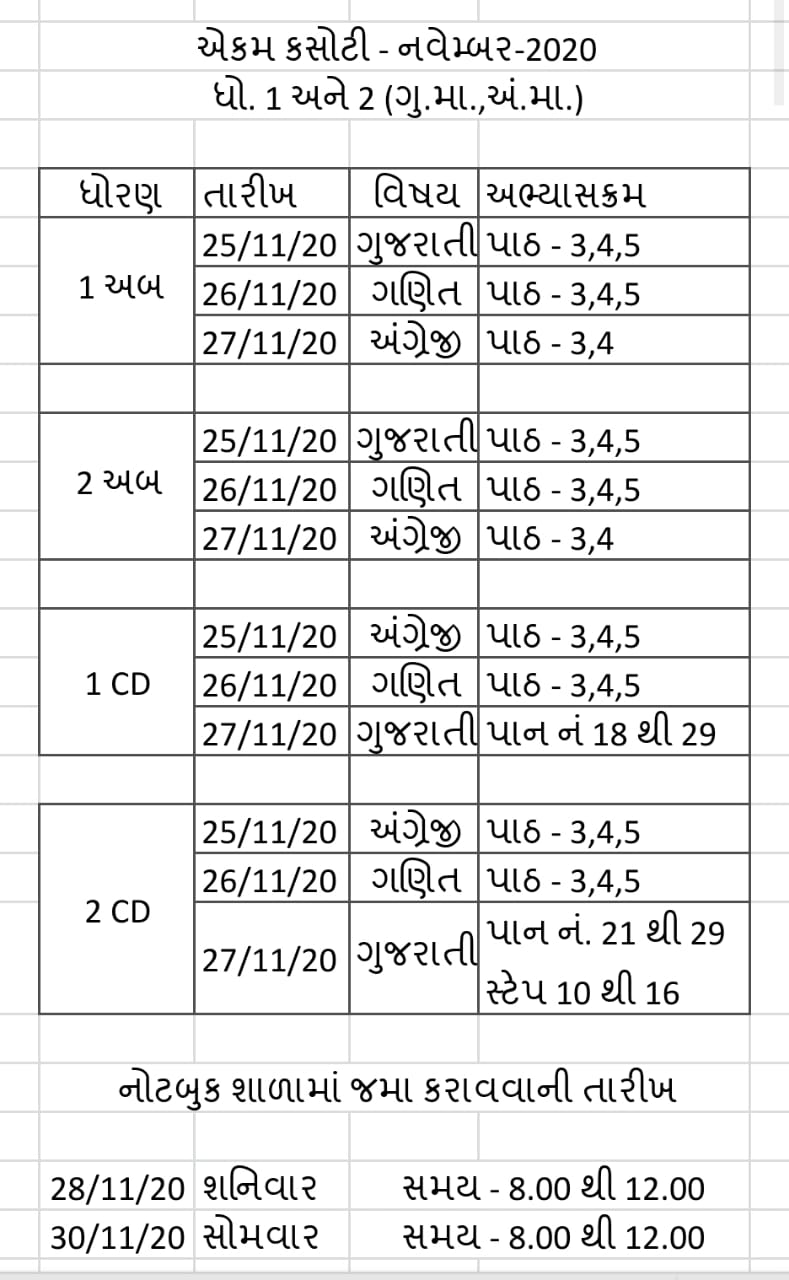 એકમ કસોટી - નવેમ્બર-2020
ધો. 1 અને 2 (ગુ.મા.,અં.મા.)
ધોરણ તારીખ વિષય અભ્યાસક્રમ
25/11/20 ગુજરાતી પાઠ - 3,4,5
1 અબ 26/11/20 ગણિત પાઠ - 3,4,5
27/11/20 અંગ્રેજી પાઠ - 3,4
25/11/20 ગુજરાતી પાઠ - 3,4,5
2 અબ 26/11/20 ગણિત પાઠ - 3,4,5
27/11/20 અંગ્રેજી પાઠ - 3,4
25/11/20 અંગ્રેજી પાઠ - 3,4,5
1 CD 26/11/20 ગણિત પાઠ - 3,4,5
27/11/20 ગુજરાતી પાન નં 18 થી 29
25/11/20 અંગ્રેજી પાઠ - 3,4,5
26/11/20 ગણિત પાઠ - 3,4,5
2 CD
27/11/20 ગુજરાતી પાન નં. 21 થી 29
સ્ટેપ 10 થી 16
નોટબુક શાળામાં જમા કરાવવાની તારીખ
28/11/20 શનિવાર સમય - 8.00 થી 12.00
30/11/20 સોમવાર સમય - 8.00 થી 12.00